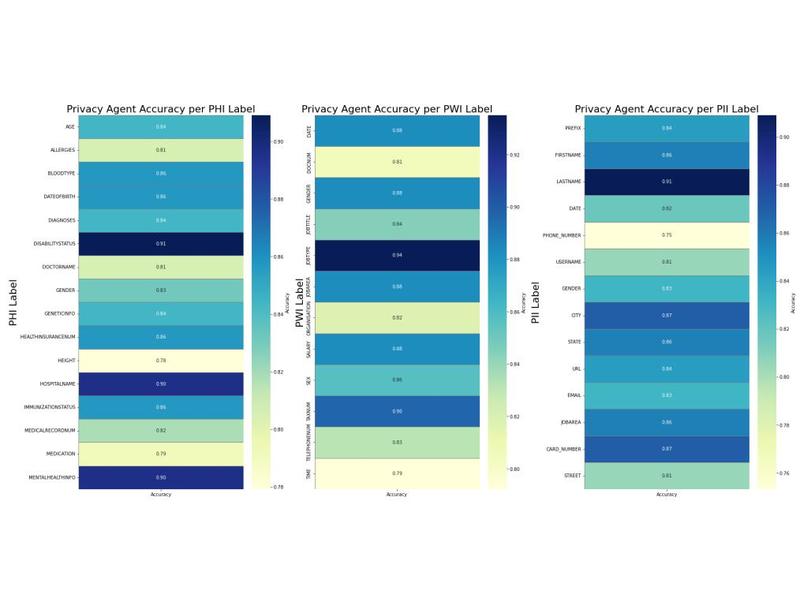 Privacy Agent Accuracy per PHI Label
PHI Label
AGE 0.84
ALLERGIES 0.81
BLOODTYPE 0.86
DATEOFBIRTH 0.86
DIAGNOSES 0.84
DISABILITYSTATUS 0.91
DOCTORNAME 0.81
GENDER 0.83
GENETICINFO 0.84
HEALTHINSURANCENUM 0.86
HEIGHT 0.78
HOSPITALNAME 0.90
IMMUNIZATIONSTATUS 0.86
MEDICALRECORDNUM 0.82
MEDICATION 0.79
MENTALHEALTHINFO 0.90
Accuracy
0.90
0.88
0.86
0.84
0.82
0.80
0.78
Accuracy
Privacy Agent Accuracy per PWI Label
PWI Label
DATE 0.88
DOCNUM 0.81
GENDER 0.88
JOBTITLE 0.84
JOBTYPE 0.94
JOBAREA 0.88
ORGANISATION 0.82
SALARY 0.88
SEX 0.86
TAXNUM 0.90
TELEPHONENUM 0.83
TIME 0.79
Accuracy
0.92
0.90
0.88
0.86
0.84
0.82
0.80
Accuracy
Privacy Agent Accuracy per PII Label
PII Label
PREFIX 0.84
FIRSTNAME 0.86
LASTNAME 0.91
DATE 0.82
PHONE_NUMBER 0.75
USERNAME 0.81
GENDER 0.83
CITY 0.87
STATE 0.86
URL 0.84
EMAIL 0.83
JOBAREA 0.86
CARD_NUMBER 0.87
STREET 0.81
Accuracy
0.90
0.88
0.86
0.84
0.82
0.80
0.78
0.76
Accuracy